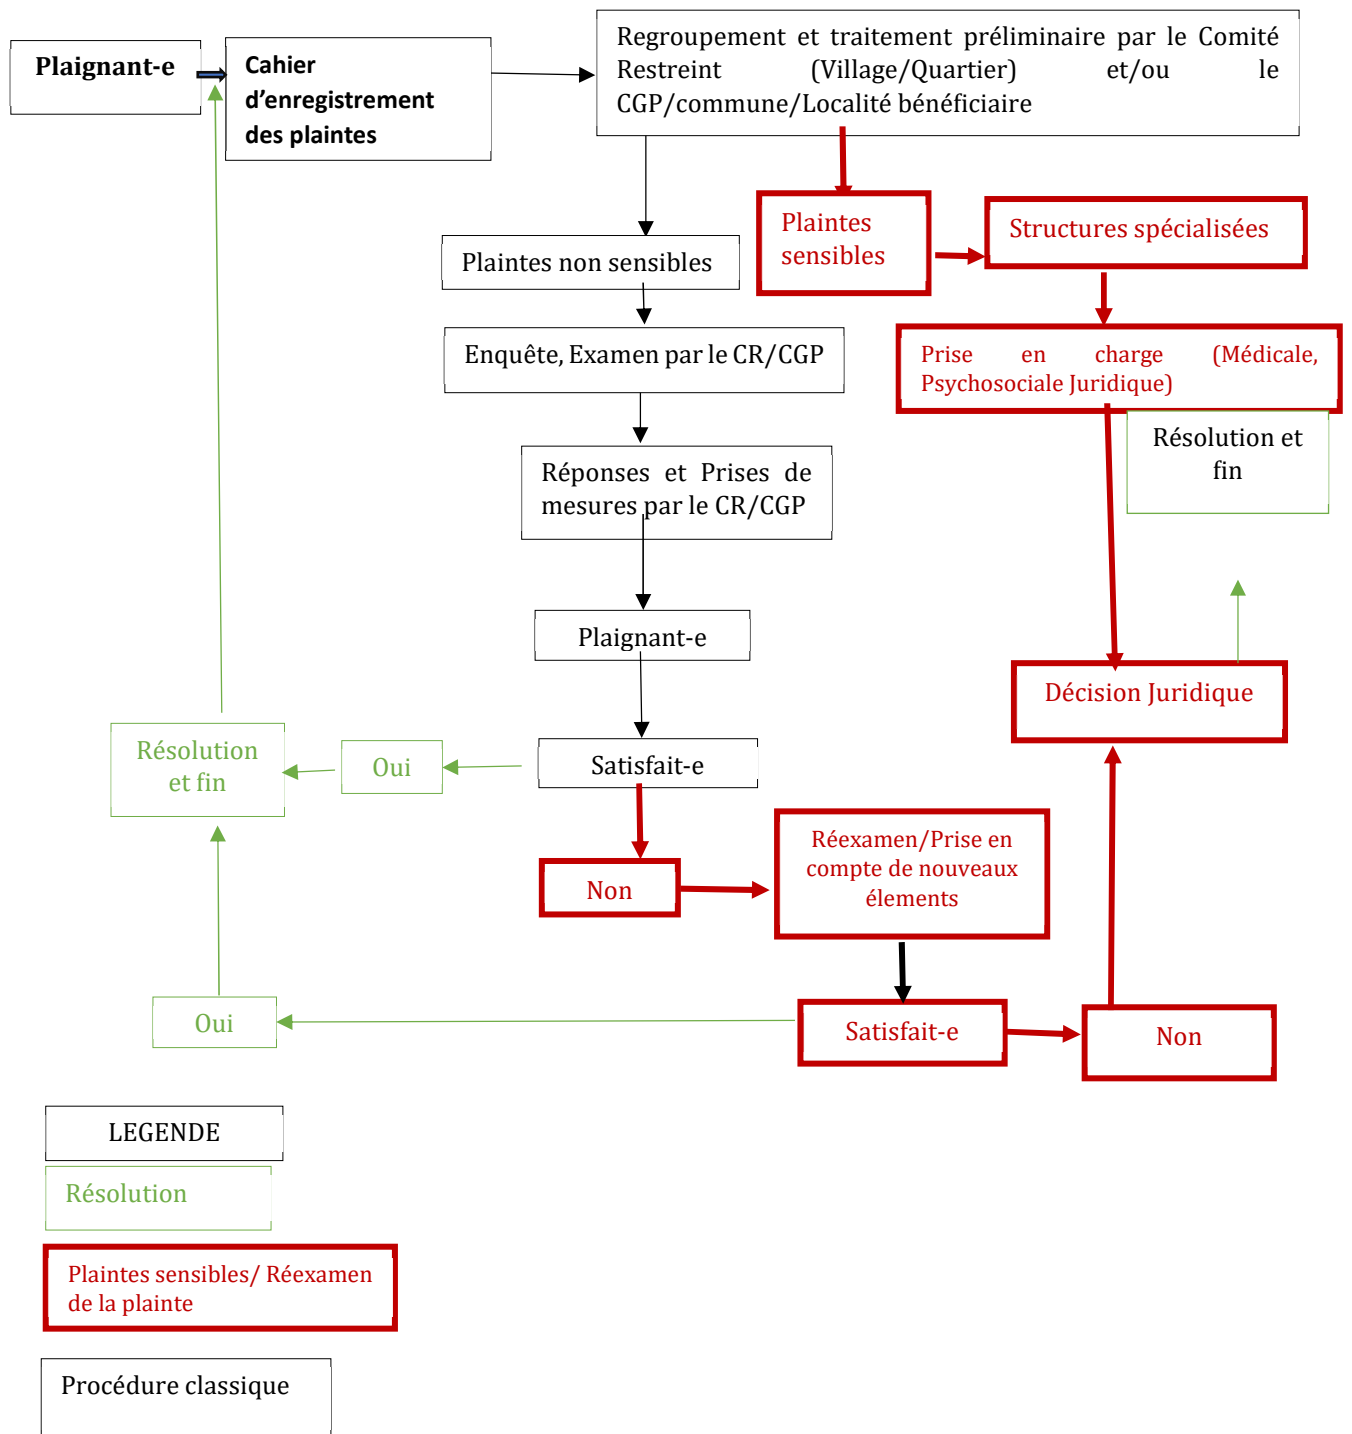 Plaignant-e
Cahier
d’enregistrement
des plaintes
Regroupement et traitement préliminaire par le Comité
Restreint (Village/Quartier) et/ou le
CGP/commune/Localité bénéficiaire
Plaintes
sensibles
Structures spécialisées
Plaintes non sensibles
Enquête, Examen par le CR/CGP
Prise en charge (Médicale,
Psychosociale Juridique)
Résolution et
fin
Réponses et Prises de
mesures par le CR/CGP
Plaignant-e
Décision Juridique
Résolution
et fin
Oui
Satisfait-e
Non
Réexamen/Prise en
compte de nouveaux
élements
Oui
Satisfait-e
Non
LEGENDE
Résolution
Plaintes sensibles/ Réexamen
de la plainte
Procédure classique